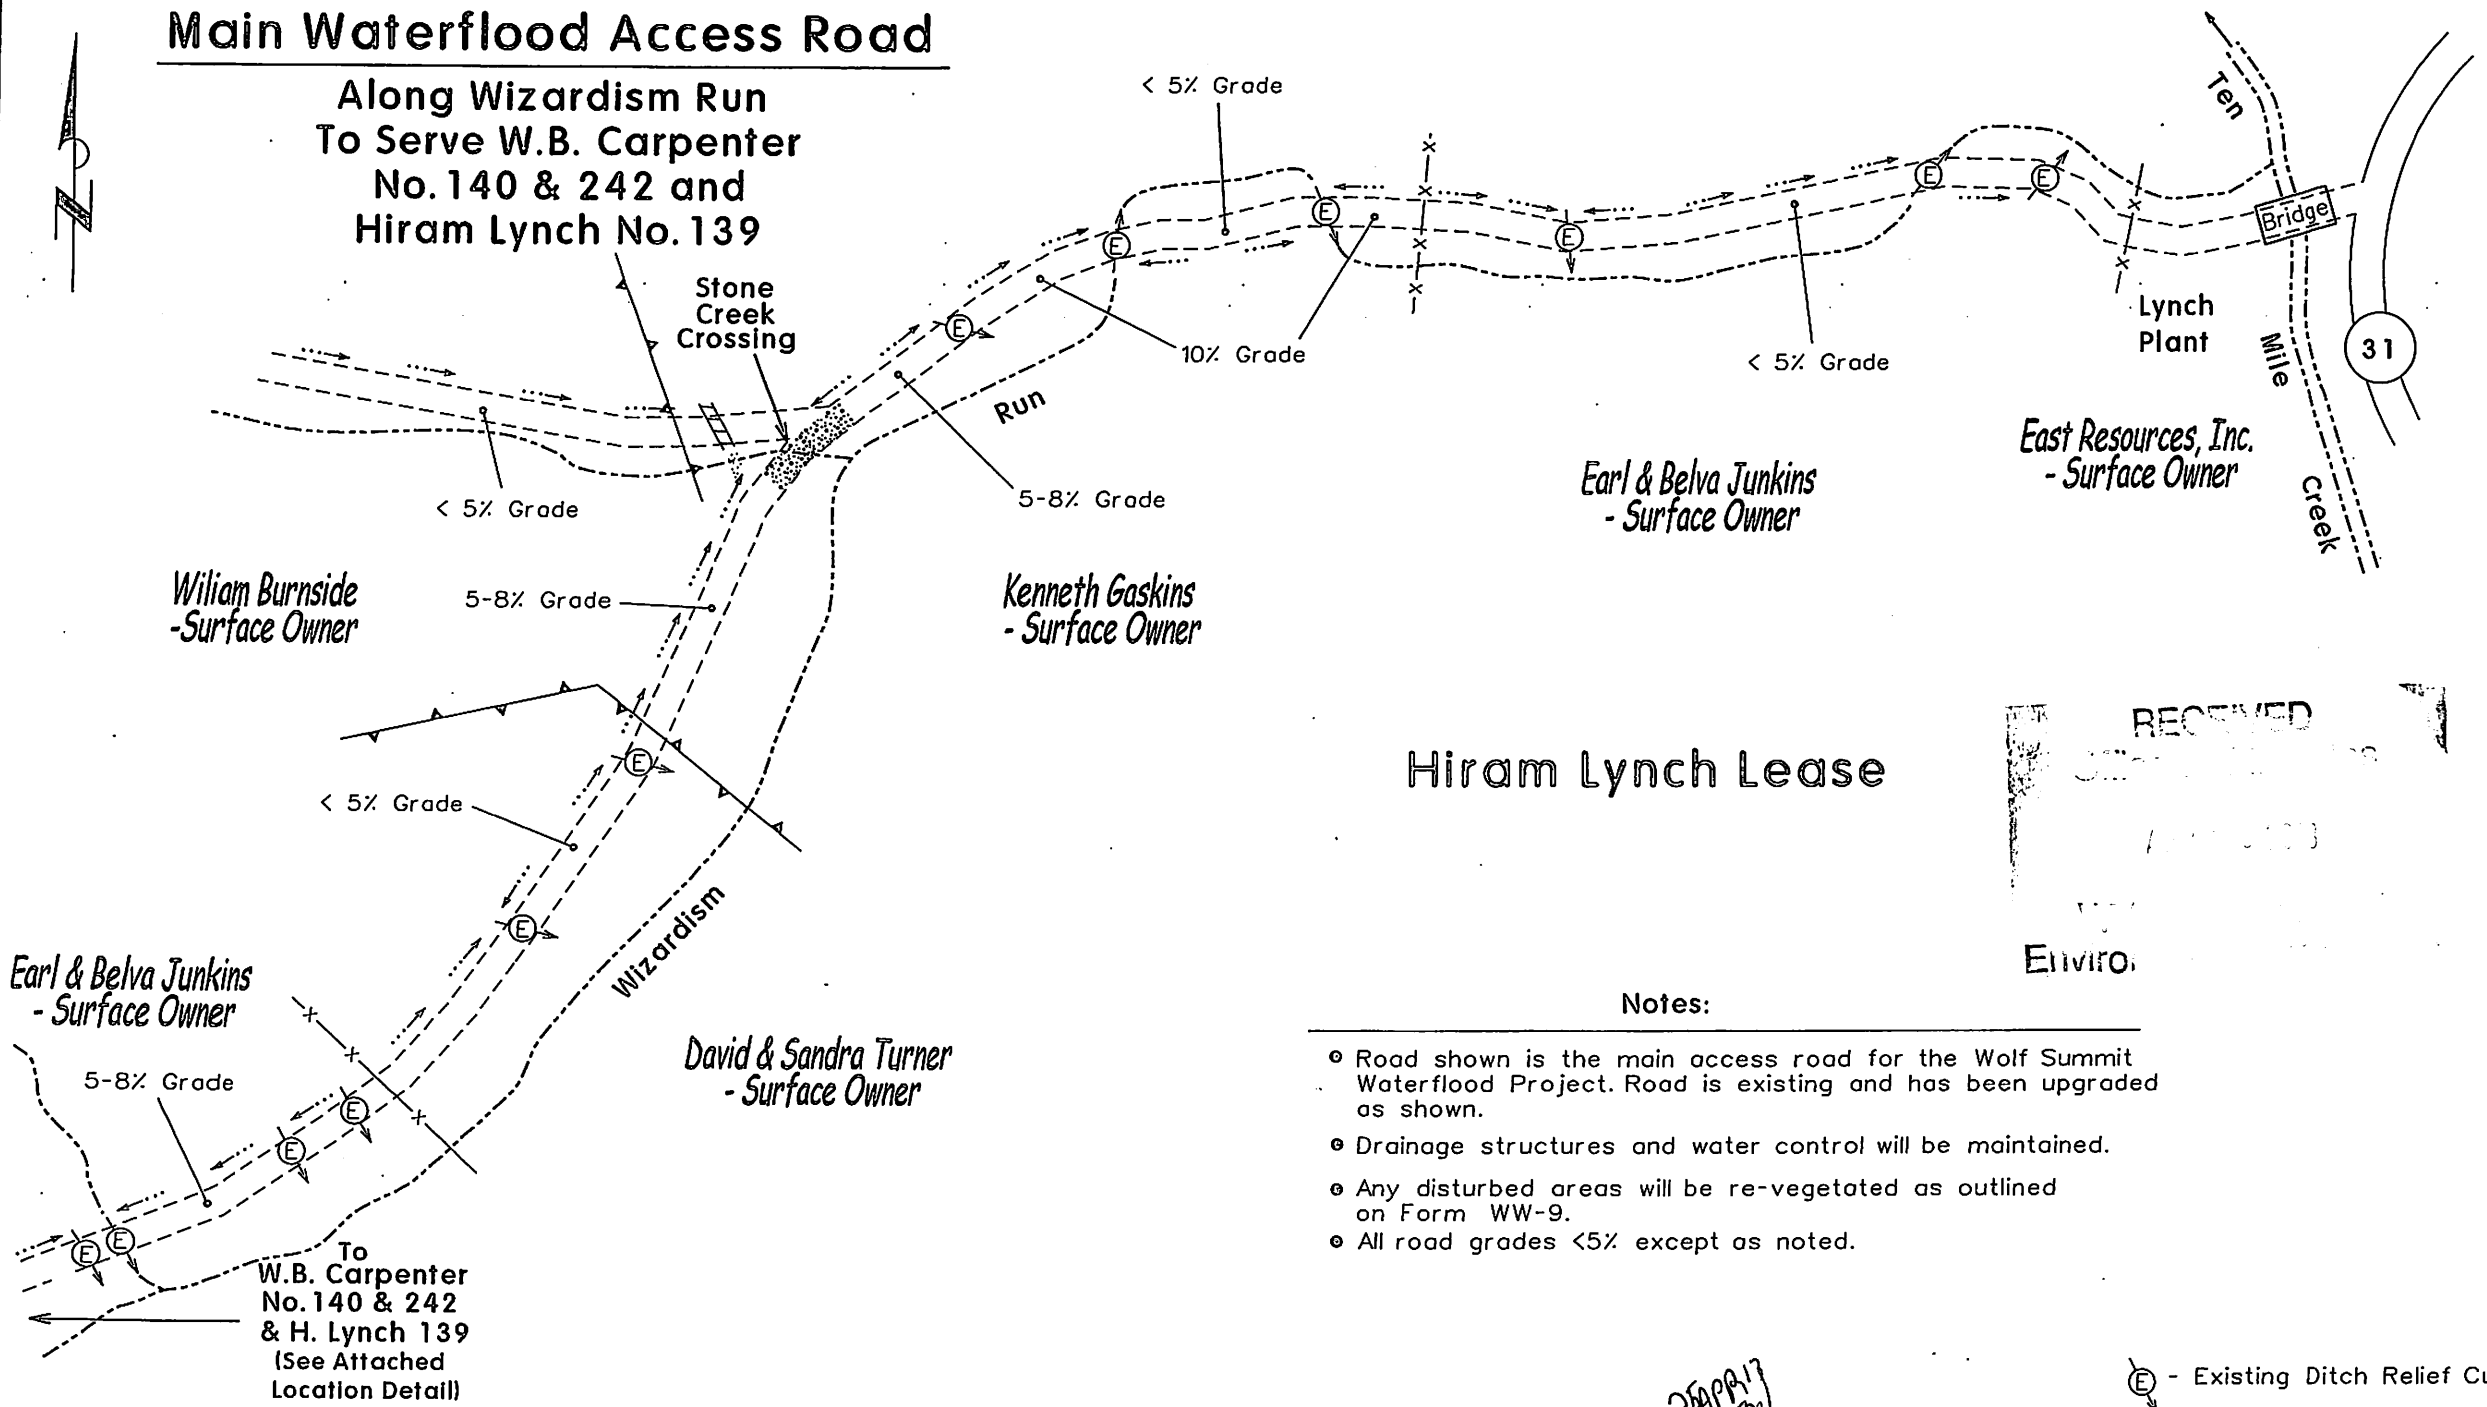 Main Waterflood Access Road
Along Wizardism Run
To Serve W.B. Carpenter
No. 140 & 242 and
Hiram Lynch No. 139
N
Stone
Creek
Crossing
< 5% Grade
10% Grade
5-8% Grade
< 5% Grade
< 5% Grade
Run
Ten
Mile
Creek
Bridge
31
Lynch
Plant
East Resources, Inc.
- Surface Owner
Earl & Belva Junkins
- Surface Owner
Kenneth Gaskins
- Surface Owner
Wiliam Burnside
-Surface Owner
5-8% Grade
< 5% Grade
Wizardism
Earl & Belva Junkins
- Surface Owner
David & Sandra Turner
- Surface Owner
5-8% Grade
E
E
E
E
E
E
E
E
E
E
E
E
To
W.B. Carpenter
No. 140 & 242
& H. Lynch 139
(See Attached
Location Detail)
Hiram Lynch Lease
RECEIVED
Enviro
Notes:
Road shown is the main access road for the Wolf Summit
Waterflood Project. Road is existing and has been upgraded
as shown.
Drainage structures and water control will be maintained.
Any disturbed areas will be re-vegetated as outlined
on Form WW-9.
All road grades <5% except as noted.
E - Existing Ditch Relief Cu